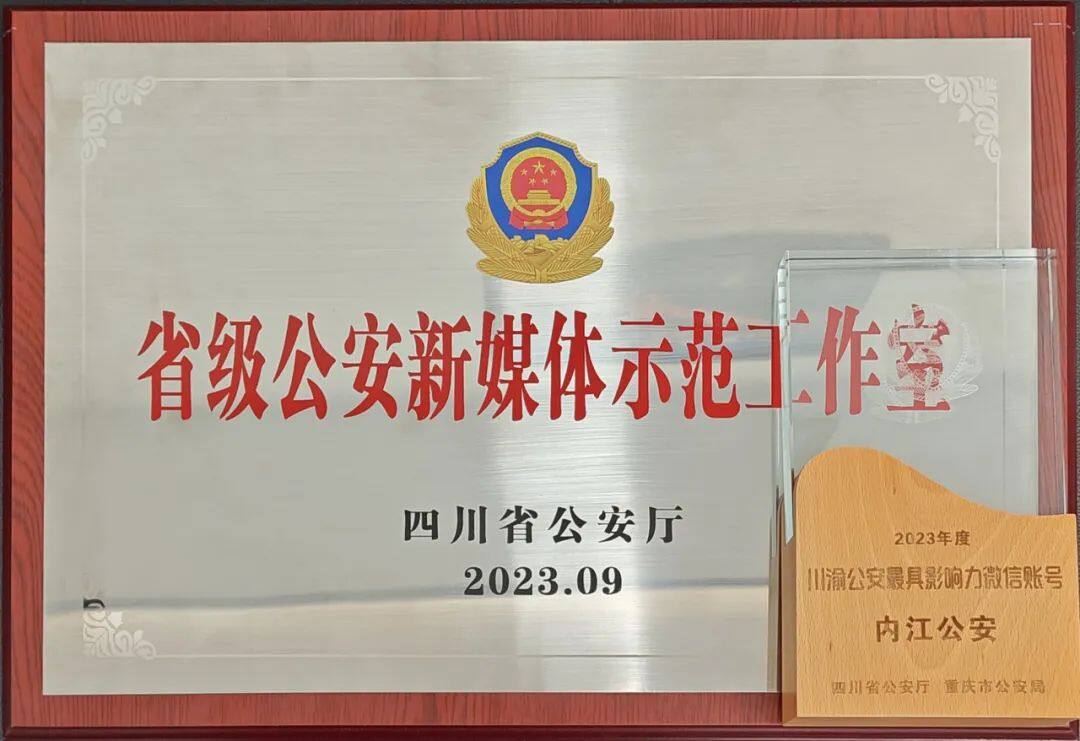 省级公安新媒体示范工作室
四川省公安厅
2023.09
2023年度
川渝公安最具影响力微信账号
内江公安
四川省公安厅 重庆市公安局